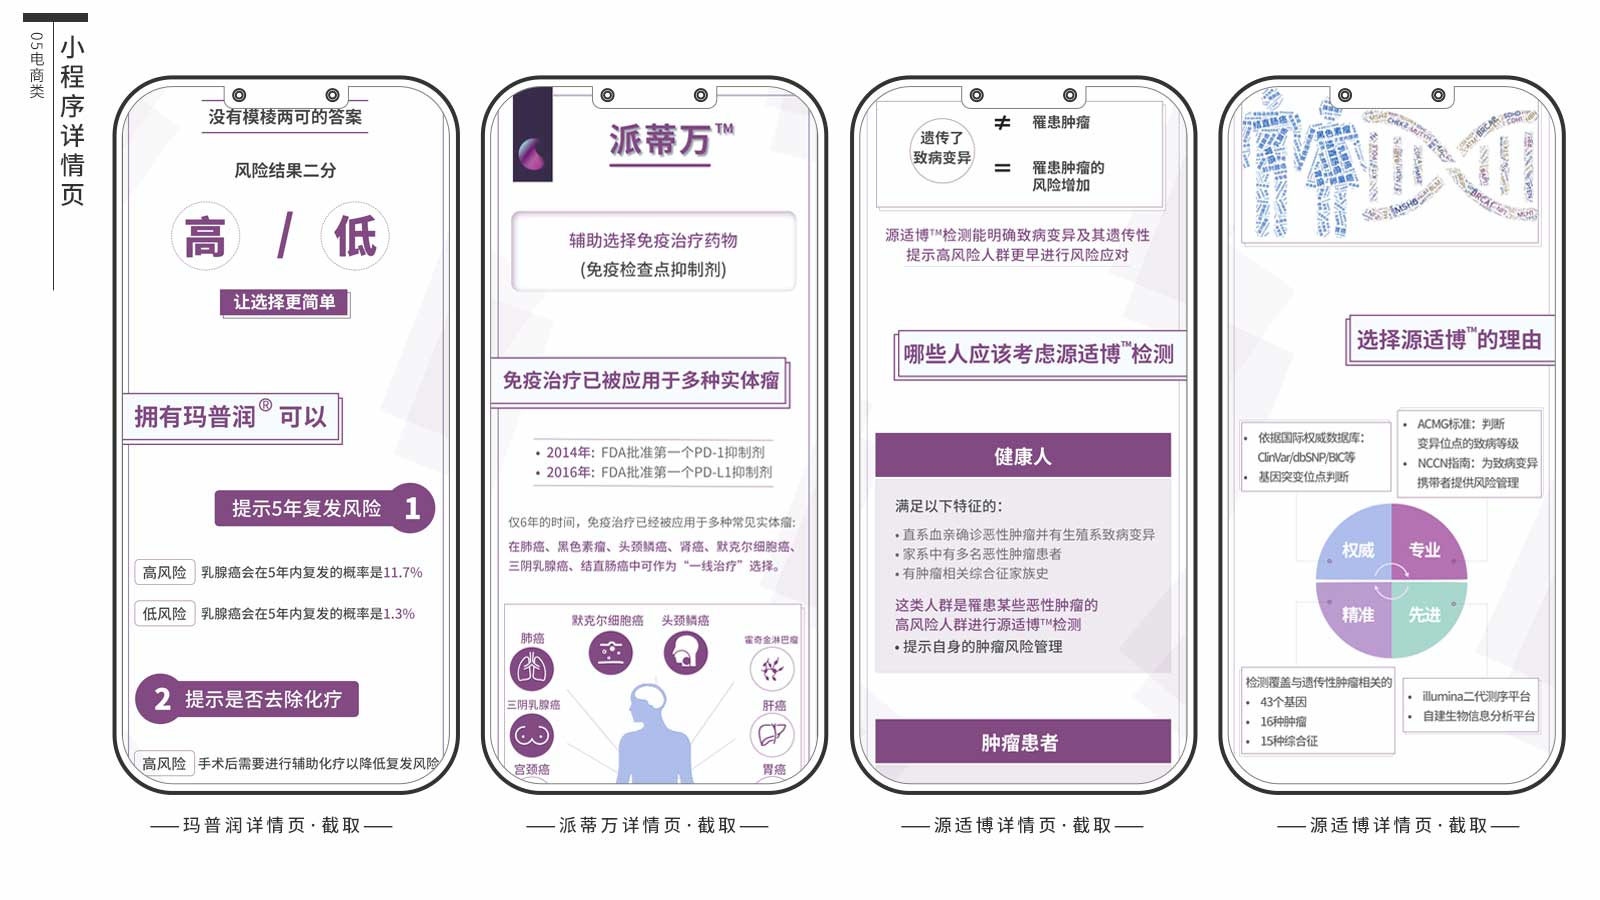 小程序详情页
05电商类
没有模棱两可的答案
风险结果二分
高 / 低
让选择更简单
拥有玛普润® 可以
提示5年复发风险 1
高风险 乳腺癌会在5年内复发的概率是11.7%
低风险 乳腺癌会在5年内复发的概率是1.3%
2 提示是否去除化疗
高风险 手术后需要进行辅助化疗以降低复发风险
——玛普润详情页·截取——
派蒂万™
辅助选择免疫治疗药物
(免疫检查点抑制剂)
免疫治疗已被应用于多种实体瘤
• 2014年: FDA批准第一个PD-1抑制剂
• 2016年: FDA批准第一个PD-L1抑制剂
仅6年的时间，免疫治疗已经被应用于多种常见实体瘤:
在肺癌、黑色素瘤、头颈鳞癌、肾癌、默克尔细胞癌、
三阴乳腺癌、结直肠癌中可作为“一线治疗”选择。
默克尔细胞癌 头颈鳞癌
肺癌
霍奇金淋巴瘤
三阴乳腺癌
肝癌
宫颈癌
胃癌
——派蒂万详情页·截取——
遗传了
致病变异
≠ 罹患肿瘤
= 罹患肿瘤的
风险增加
源适博™检测能明确致病变异及其遗传性
提示高风险人群更早进行风险应对
哪些人应该考虑源适博™检测
健康人
满足以下特征的：
• 直系血亲确诊恶性肿瘤并有生殖系致病变异
• 家系中有多名恶性肿瘤患者
• 有肿瘤相关综合征家族史
这类人群是罹患某些恶性肿瘤的
高风险人群进行源适博™检测
• 提示自身的肿瘤风险管理
肿瘤患者
——源适博详情页·截取——
结直肠癌
黑色素瘤
MSH6
BRCA1
选择源适博™的理由
• 依据国际权威数据库：
ClinVar/dbSNP/BIC等
• 基因突变位点判断
• ACMG标准：判断
变异位点的致病等级
• NCCN指南：为致病变异
携带者提供风险管理
权威 专业
精准 先进
检测覆盖与遗传性肿瘤相关的
• 43个基因
• 16种肿瘤
• 15种综合征
• illumina二代测序平台
• 自建生物信息分析平台
——源适博详情页·截取——